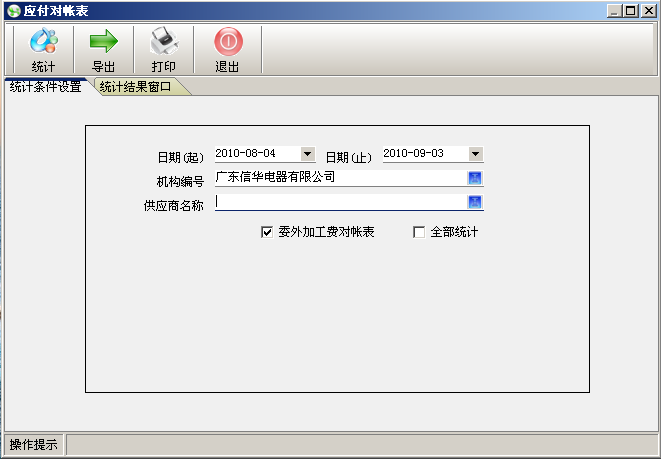 应付对帐表
统计 导出 打印 退出
统计条件设置 统计结果窗口
日期(起) 2010-08-04 日期(止) 2010-09-03
机构编号 广东信华电器有限公司
供应商名称
委外加工费对帐表 全部统计
操作提示